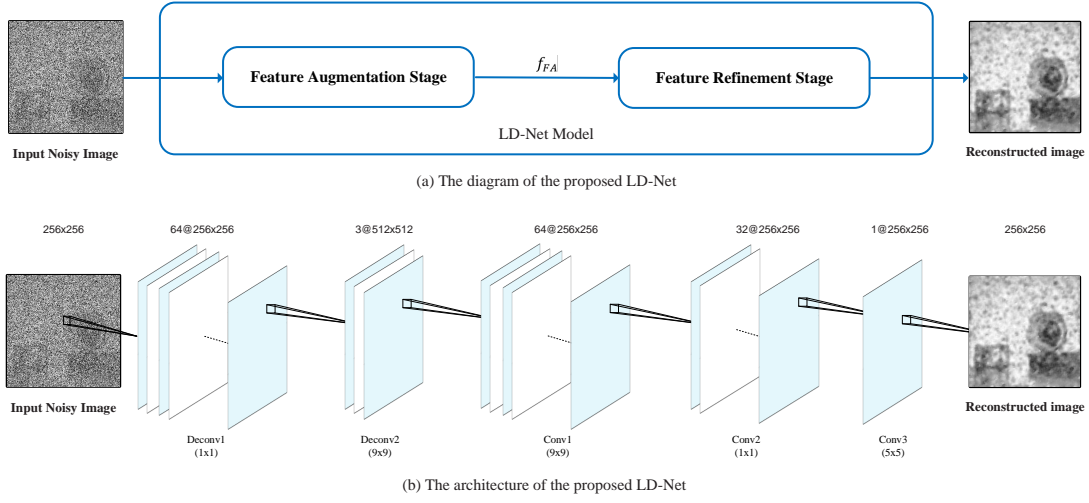 Feature Augmentation Stage
f_FA
Feature Refinement Stage
LD-Net Model
Input Noisy Image
Reconstructed image
(a) The diagram of the proposed LD-Net
256x256
64@256x256
3@512x512
64@256x256
32@256x256
1@256x256
256x256
Input Noisy Image
Reconstructed image
Deconv1
(1x1)
Deconv2
(9x9)
Conv1
(9x9)
Conv2
(1x1)
Conv3
(5x5)
(b) The architecture of the proposed LD-Net